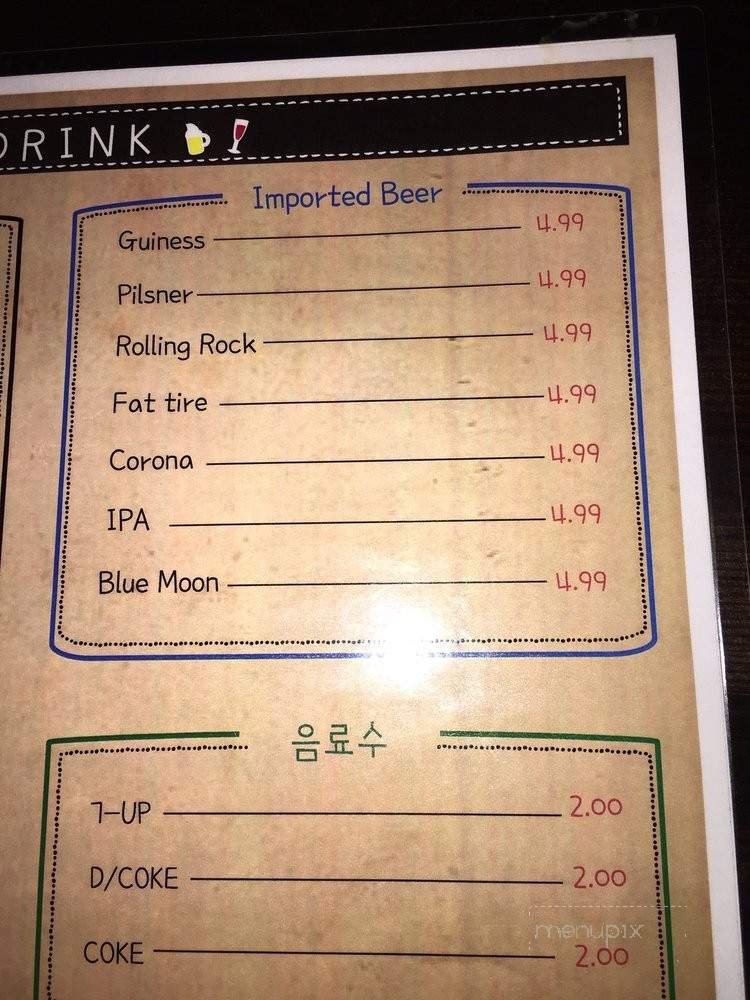 DRINK
Imported Beer
Guiness 4.99
Pilsner 4.99
Rolling Rock 4.99
Fat tire 4.99
Corona 4.99
IPA 4.99
Blue Moon 4.99
음료수
7-UP 2.00
D/COKE 2.00
menupix
COKE 2.00